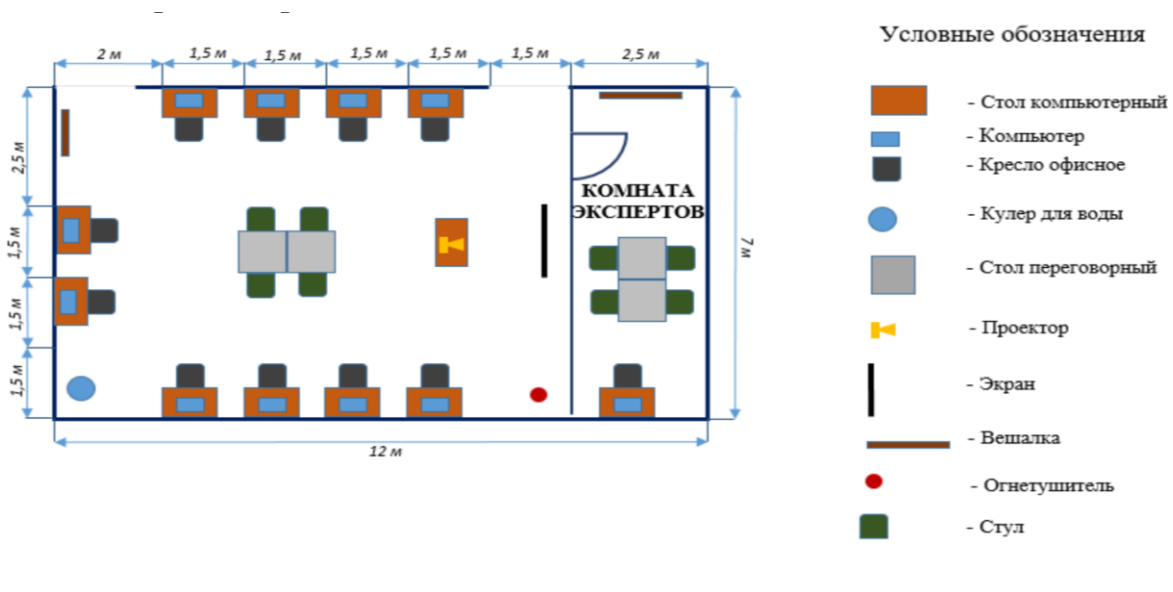 Условные обозначения
2 м
1,5 м
1,5 м
1,5 м
1,5 м
1,5 м
2,5 м
- Стол компьютерный
- Компьютер
- Кресло офисное
2,5 м
КОМНАТА
ЭКСПЕРТОВ
- Кулер для воды
1,5 м
7 м
- Стол переговорный
1,5 м
- Проектор
1,5 м
- Экран
12 м
- Вешалка
- Огнетушитель
- Стул